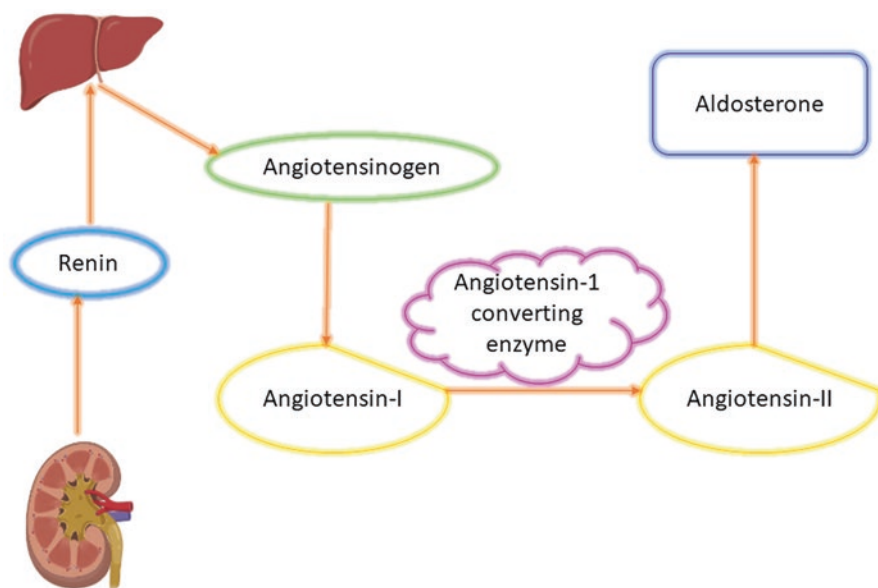 Aldosterone
Angiotensinogen
Renin
Angiotensin-1
converting
enzyme
Angiotensin-I
Angiotensin-II